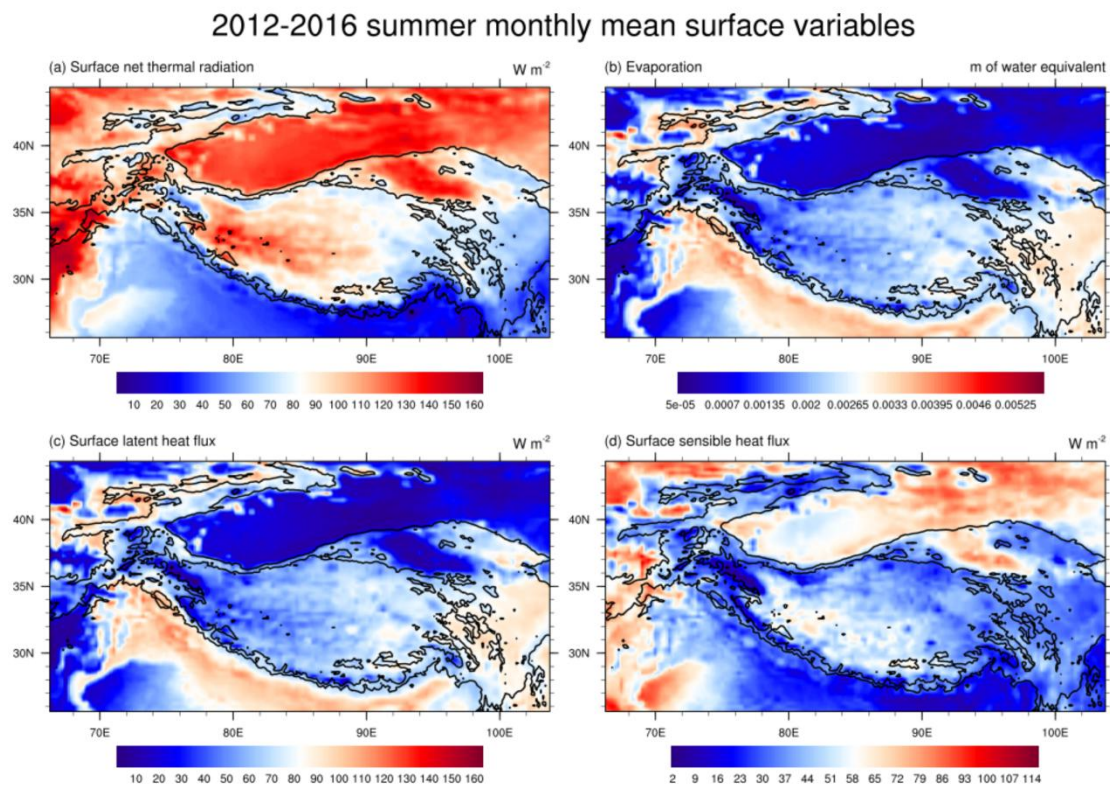 2012-2016 summer monthly mean surface variables
(a) Surface net thermal radiation W m-2
(b) Evaporation m of water equivalent
40N
35N
30N
70E 80E 90E 100E
40N
35N
30N
70E 80E 90E 100E
10 20 30 40 50 60 70 80 90 100 110 120 130 140 150 160
5e-05 0.0007 0.00135 0.002 0.00265 0.0033 0.00395 0.0046 0.00525
(c) Surface latent heat flux W m-2
(d) Surface sensible heat flux W m-2
40N
35N
30N
70E 80E 90E 100E
40N
35N
30N
70E 80E 90E 100E
10 20 30 40 50 60 70 80 90 100 110 120 130 140 150 160
2 9 16 23 30 37 44 51 58 65 72 79 86 93 100 107 114